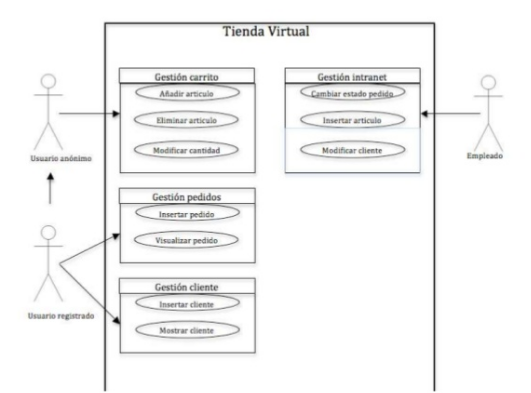 Tienda Virtual
Gestión carrito
Añadir articulo
Eliminar articulo
Modificar cantidad
Gestión intranet
Cambiar estado pedido
Insertar articulo
Modificar cliente
Usuario anónimo
Empleado
Gestión pedidos
Insertar pedido
Visualizar pedido
Gestión cliente
Insertar cliente
Mostrar cliente
Usuario registrado